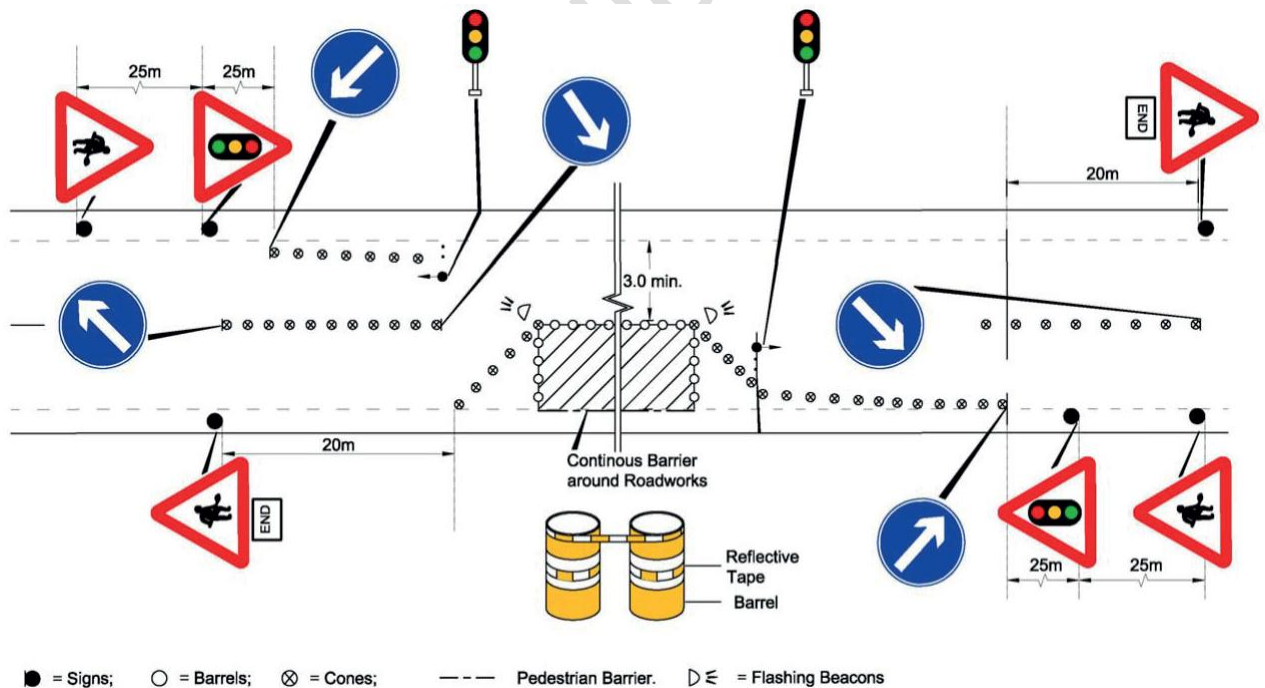 25m
25m
END
20m
3.0 min.
20m
END
Continous Barrier
around Roadworks
Reflective
Tape
Barrel
25m
25m
= Signs;
= Barrels;
= Cones;
Pedestrian Barrier.
= Flashing Beacons